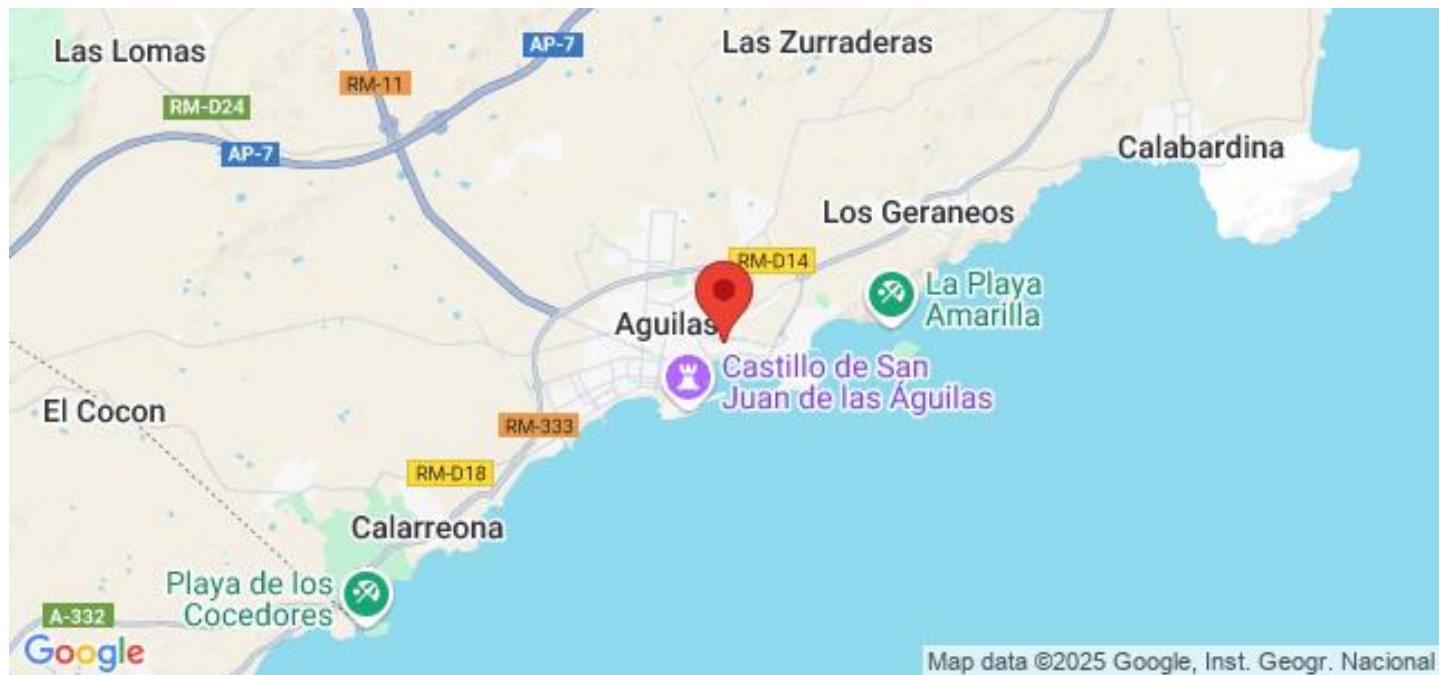 Las Lomas
AP-7
Las Zurraderas
RM-11
RM-D24
AP-7
Calabardina
Los Geraneos
RM-D14
La Playa
Amarilla
Aguilas
Castillo de San
Juan de las Águilas
El Cocon
RM-333
RM-D18
Calarreona
Playa de los
Cocedores
A-332
Google
Map data ©2025 Google, Inst. Geogr. Nacional